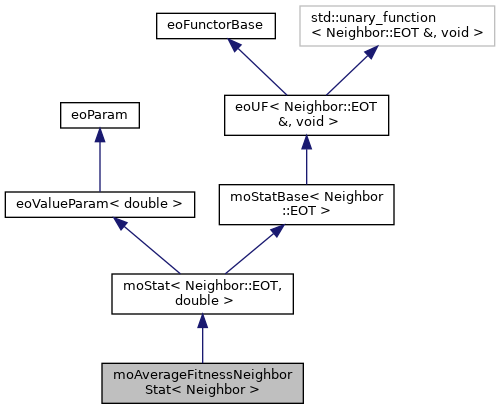 eoFunctorBase
std::unary_function
< Neighbor::EOT &, void >
eoParam
eoUF< Neighbor::EOT
&, void >
eoValueParam< double >
moStatBase< Neighbor
::EOT >
moStat< Neighbor::EOT,
double >
moAverageFitnessNeighbor
Stat< Neighbor >